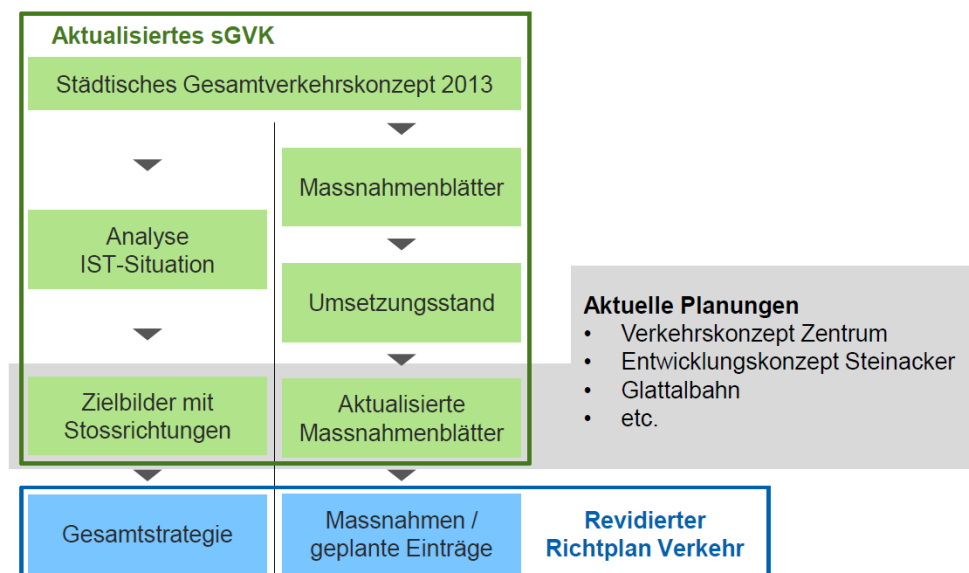 Aktualisiertes sGVK
Städtisches Gesamtverkehrskonzept 2013
Massnahmenblätter
Analyse
IST-Situation
Umsetzungsstand
Aktuelle Planungen
• Verkehrskonzept Zentrum
• Entwicklungskonzept Steinacker
• Glattalbahn
• etc.
Zielbilder mit
Stossrichtungen
Aktualisierte
Massnahmenblätter
Gesamtstrategie
Massnahmen /
geplante Einträge
Revidierter
Richtplan Verkehr